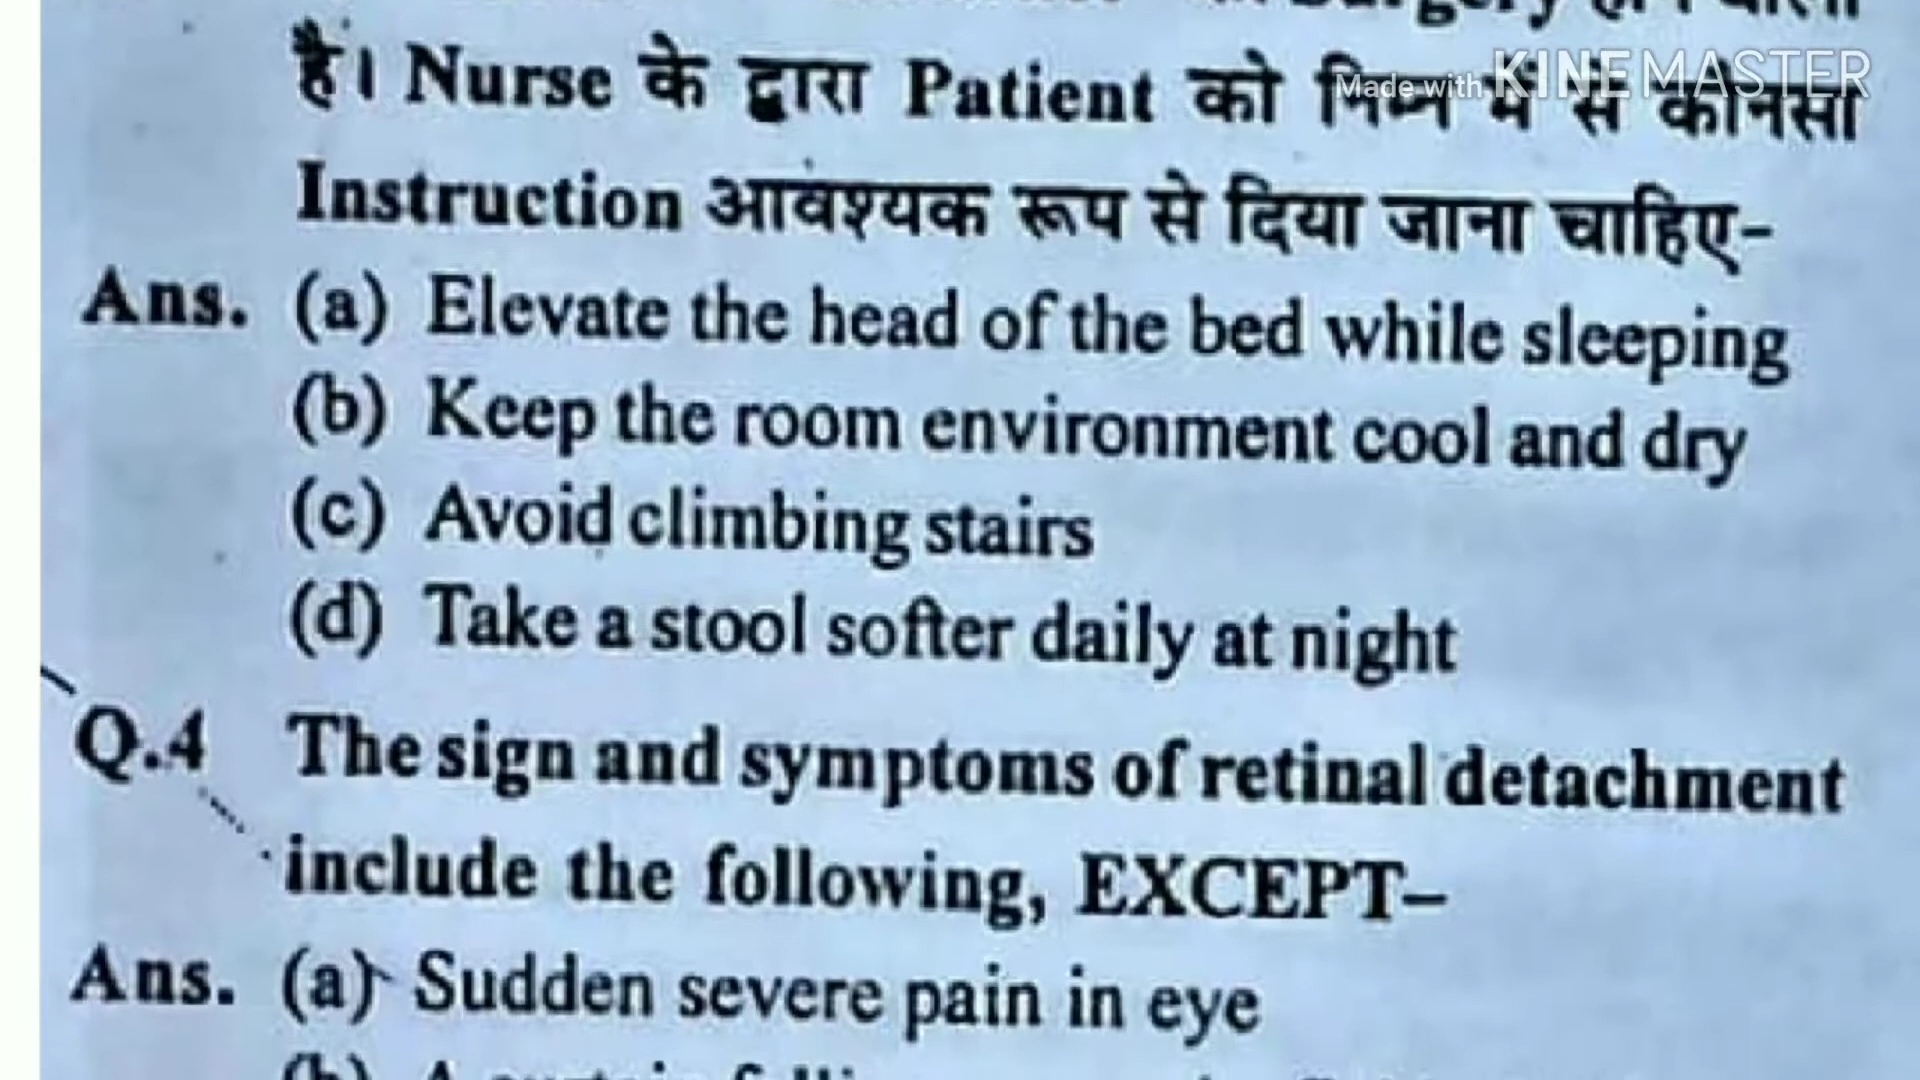 Surgery होने वाली
है। Nurse के द्वारा Patient को निम्न में से कौनसा
Made with KINEMASTER
Instruction आवश्यक रूप से दिया जाना चाहिए-
Ans. (a) Elevate the head of the bed while sleeping
(b) Keep the room environment cool and dry
(c) Avoid climbing stairs
(d) Take a stool softer daily at night
Q.4 The sign and symptoms of retinal detachment
include the following, EXCEPT–
Ans. (a) Sudden severe pain in eye
(b) A curtain